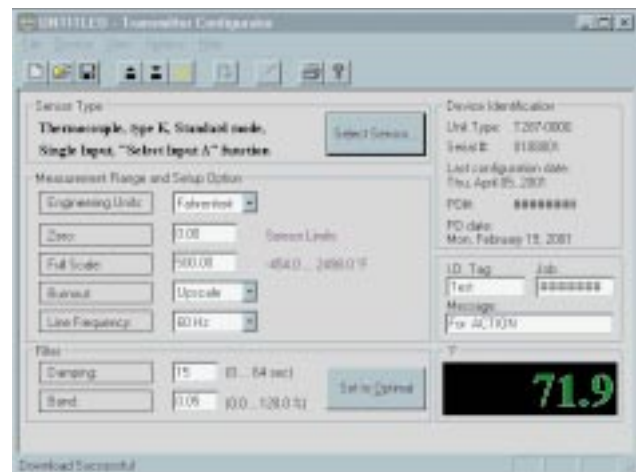 UNTITLED - Transmitter Configurator
Sensor Type
Thermocouple, type K, Standard mode,
Single Input, "Select Input A" function
Select Sensor...
Measurement Range and Setup Option
Engineering Units:
Fahrenheit
Zero:
0.00
Sensor Limits:
Full Scale:
500.00
-454.0 ... 2498.0 °F
Burnout:
Upscale
Line Frequency:
60 Hz
Filter
Damping:
15
(0 ... 64 sec)
Band:
0.05
(0.0 ... 128.0 %)
Set to Optimal
Device Identification
Unit Type:
Serial #:
0100001
Last configuration date:
Thu, April 05, 2001
PO#:
########
PO date:
Mon, February 19, 2001
I.D. Tag:
Job:
Test
########
Message:
For ACTION
°F
71.9
Download Successful